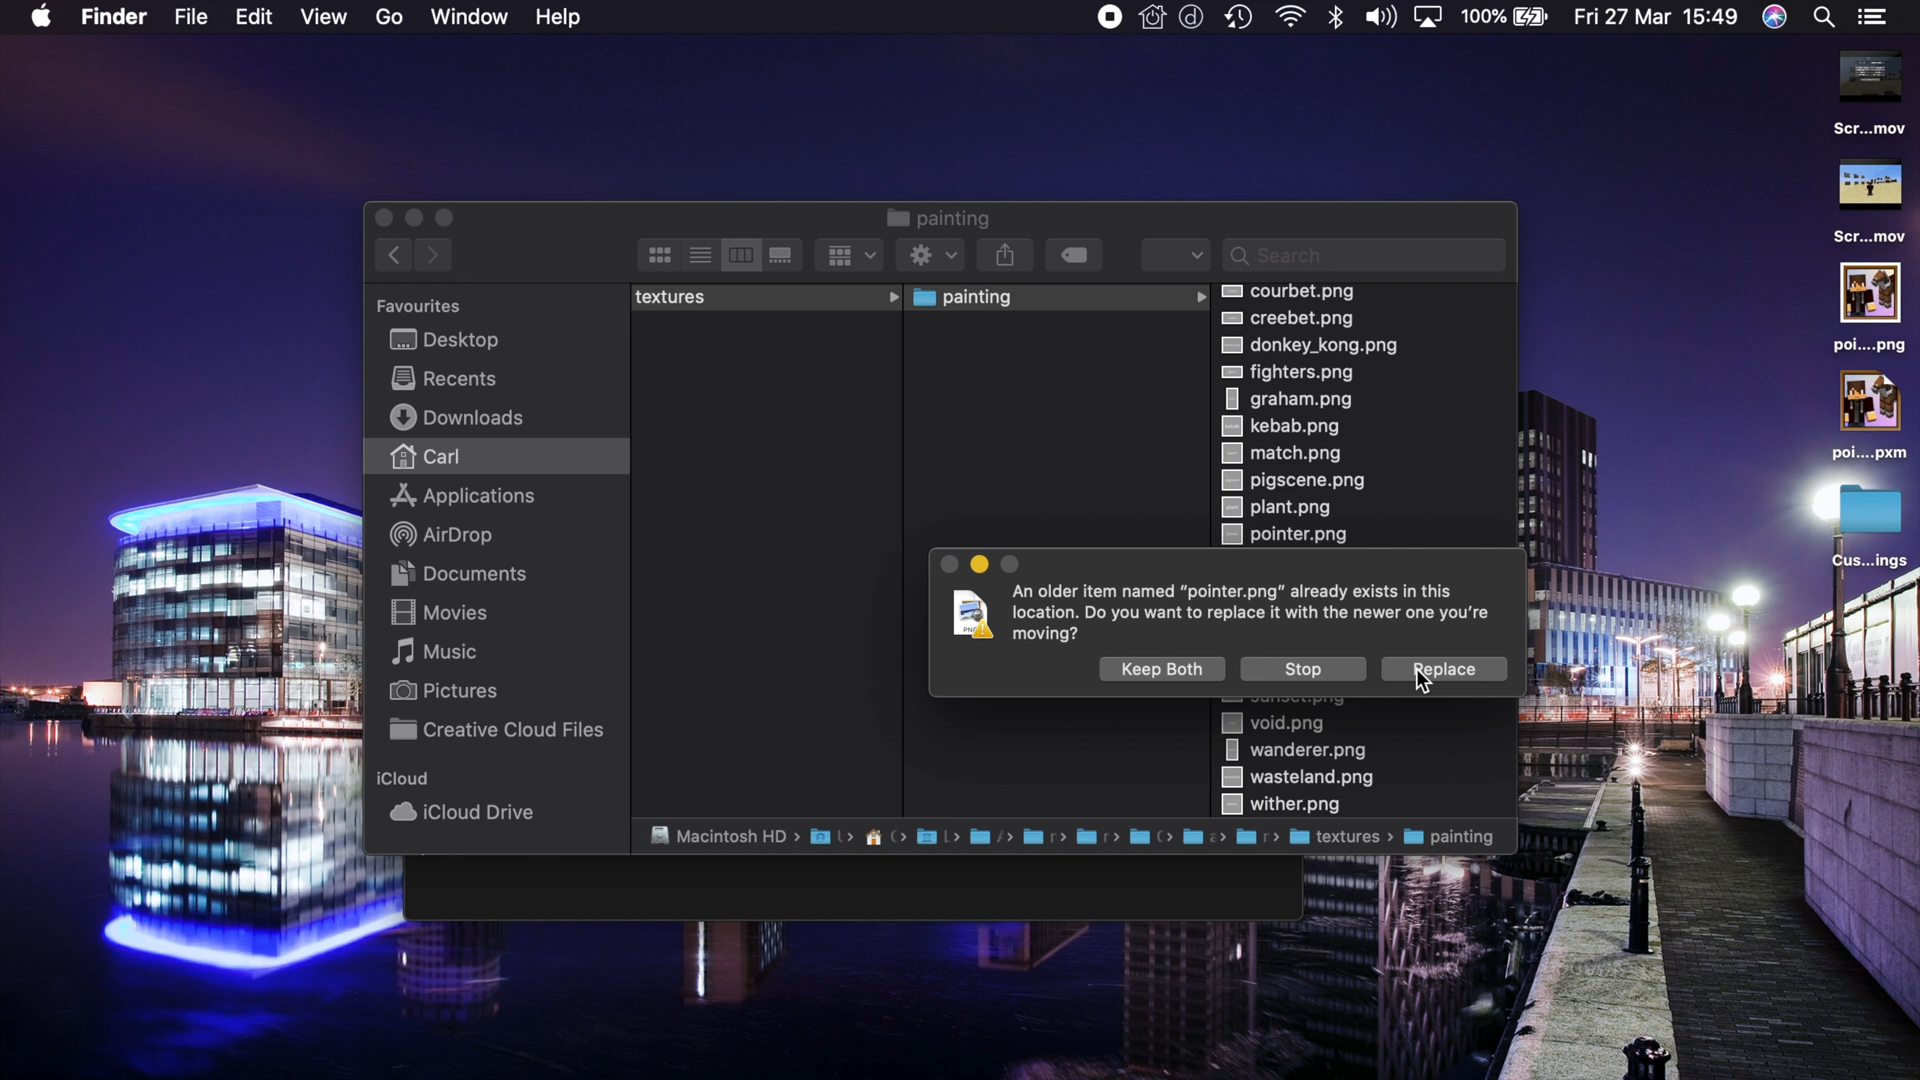 Finder File Edit View Go Window Help
100% Fri 27 Mar 15:49
Scr...mov
Scr...mov
poi....png
poi....pxm
Cus...ings
painting
Search
Favourites
Desktop
Recents
Downloads
Carl
Applications
AirDrop
Documents
Movies
Music
Pictures
Creative Cloud Files
iCloud
iCloud Drive
textures
painting
courbet.png
creebet.png
donkey_kong.png
fighters.png
graham.png
kebab.png
match.png
pigscene.png
plant.png
pointer.png
An older item named “pointer.png” already exists in this
location. Do you want to replace it with the newer one you’re
moving?
Keep Both Stop Replace
void.png
wanderer.png
wasteland.png
wither.png
Macintosh HD › textures › painting